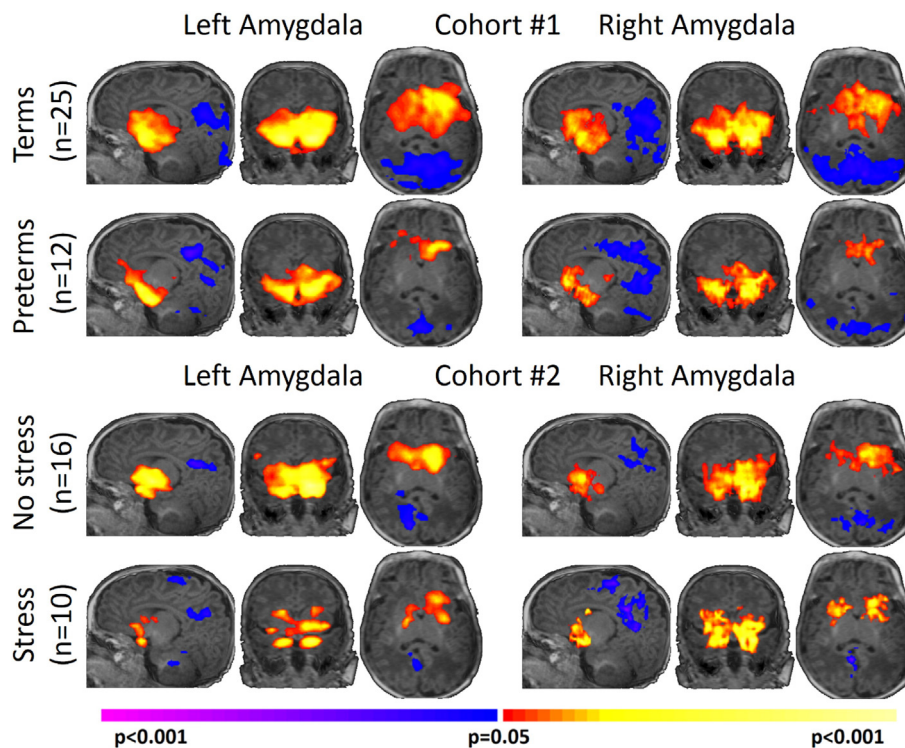 Left Amygdala Cohort #1 Right Amygdala
Terms
(n=25)
Preterms
(n=12)
Left Amygdala Cohort #2 Right Amygdala
No stress
(n=16)
Stress
(n=10)
p<0.001 p=0.05 p<0.001